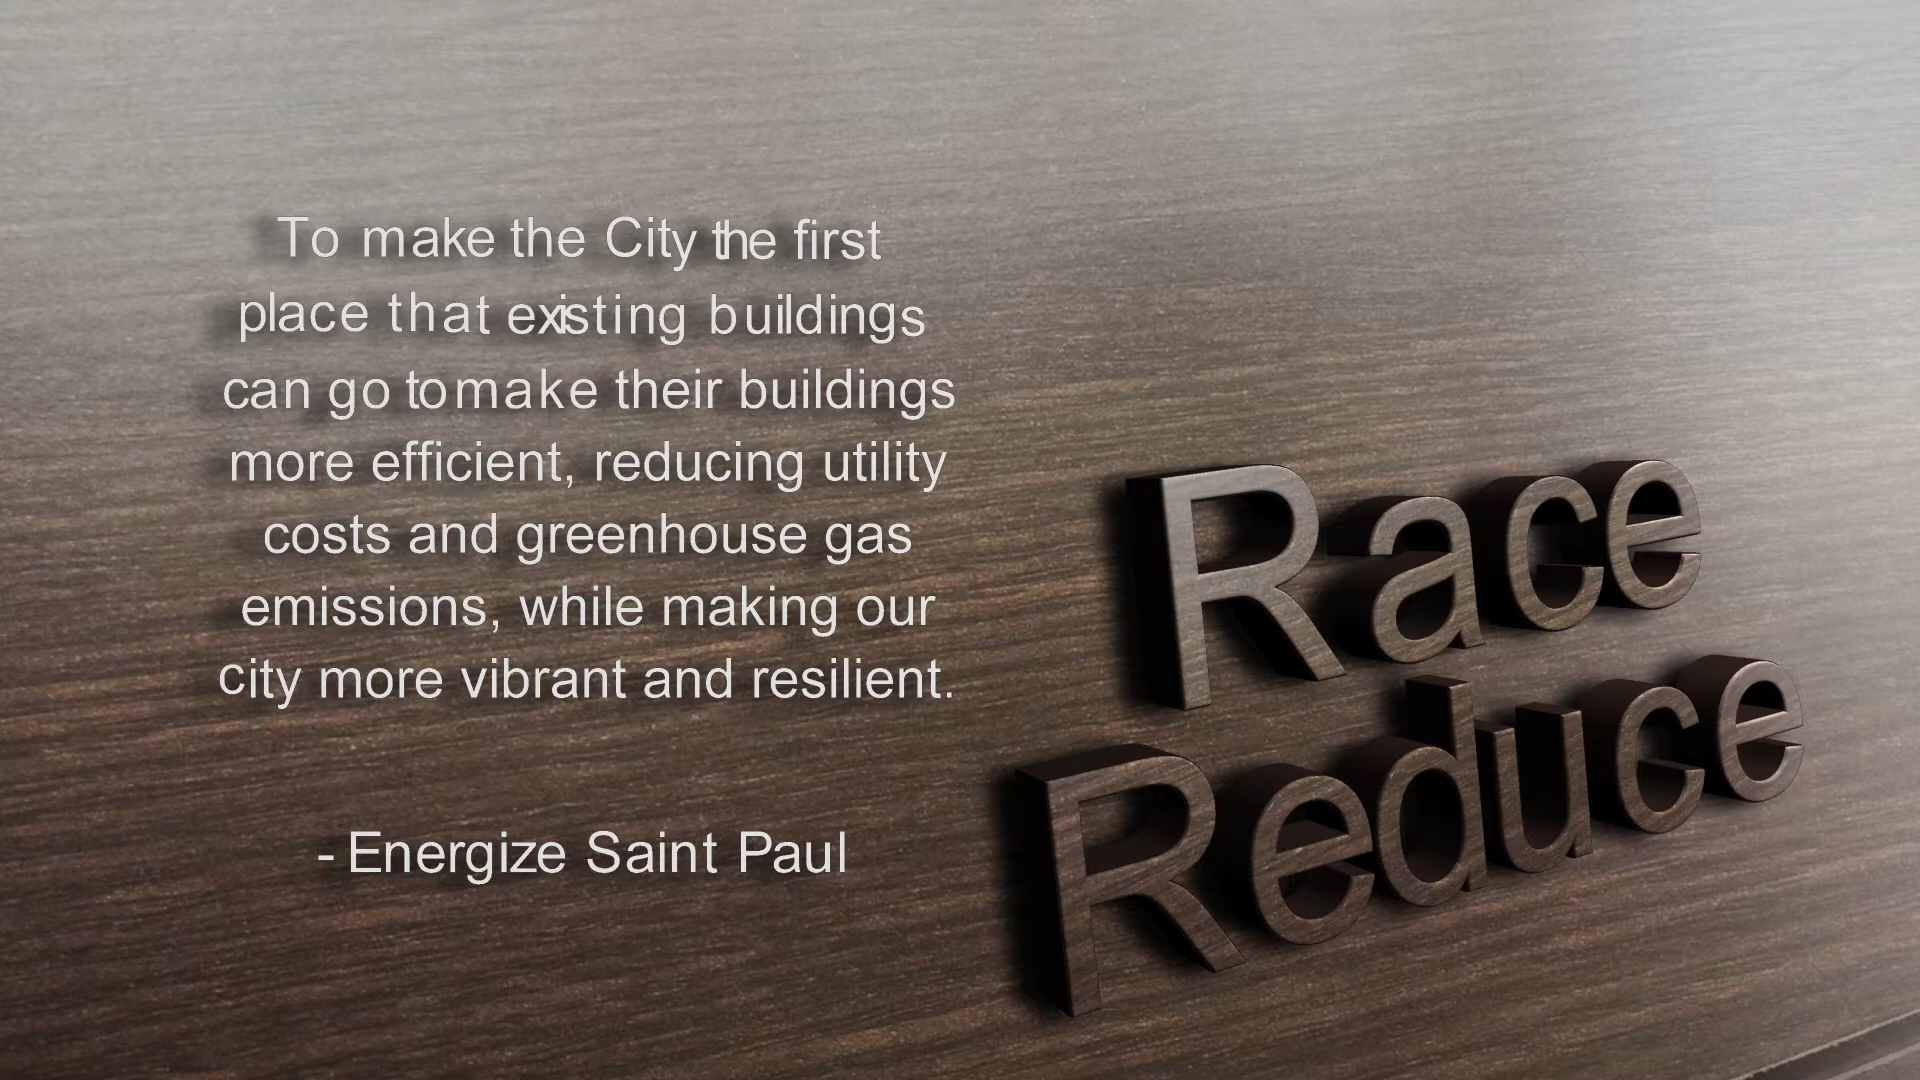 To make the City the first
place that existing buildings
can go to make their buildings
more efficient, reducing utility
costs and greenhouse gas
emissions, while making our
city more vibrant and resilient.
- Energize Saint Paul
Race
Reduce